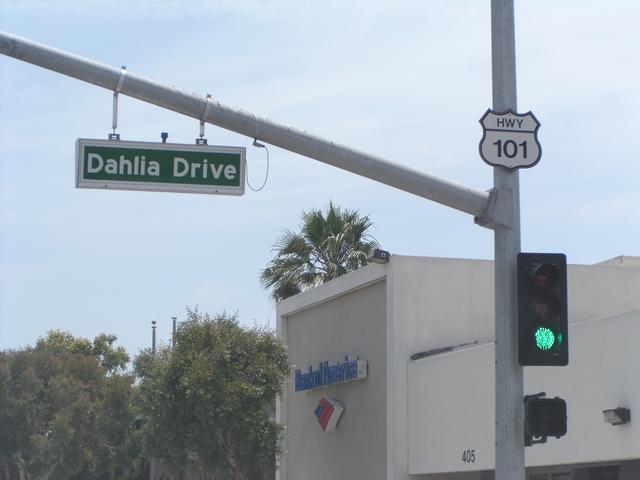 Dahlia Drive
HWY
101
Bank of America
405